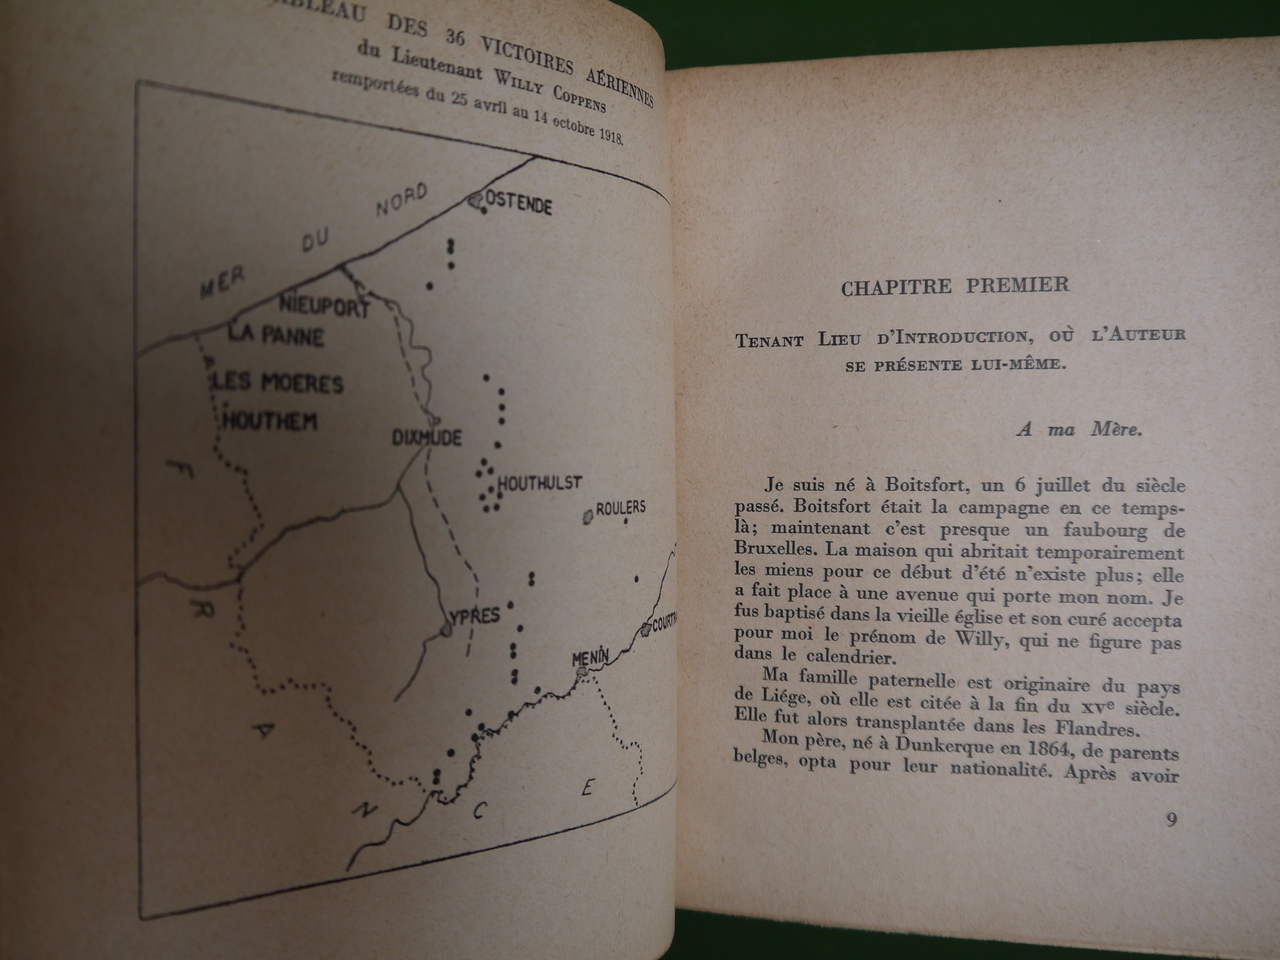 DES 36 VICTOIRES AÉRIENNES
du Lieutenant WILLY COPPENS
remportées du 25 avril au 14 octobre 1918.
MER DU NORD
OSTENDE
NIEUPORT
LA PANNE
LES MOERES
HOUTHEM
DIXMUDE
HOUTHULST
ROULERS
YPRES
MENIN
F R A N C E
CHAPITRE PREMIER
TENANT LIEU D'INTRODUCTION, OÙ L'AUTEUR
SE PRÉSENTE LUI-MÊME.
A ma Mère.
Je suis né à Boitsfort, un 6 juillet du siècle
passé. Boitsfort était la campagne en ce temps-
là; maintenant c'est presque un faubourg de
Bruxelles. La maison qui abritait temporairement
les miens pour ce début d'été n'existe plus; elle
a fait place à une avenue qui porte mon nom. Je
fus baptisé dans la vieille église et son curé accepta
pour moi le prénom de Willy, qui ne figure pas
dans le calendrier.
Ma famille paternelle est originaire du pays
de Liége, où elle est citée à la fin du XVe siècle.
Elle fut alors transplantée dans les Flandres.
Mon père, né à Dunkerque en 1864, de parents
belges, opta pour leur nationalité. Après avoir
9